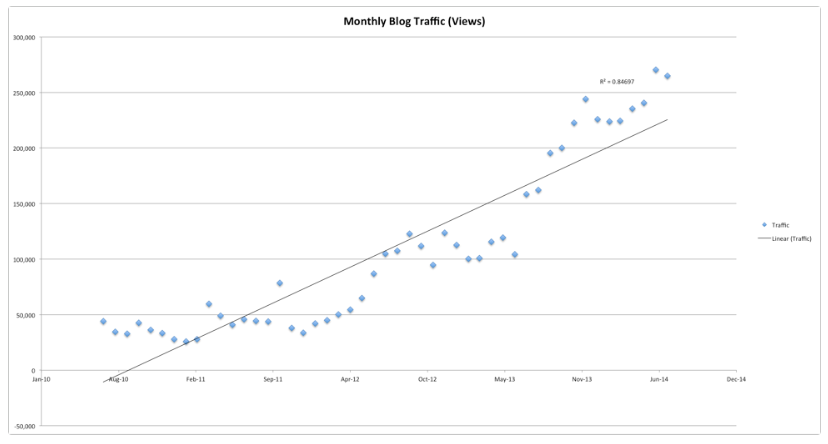 Monthly Blog Traffic (Views)
300,000
250,000
200,000
150,000
100,000
50,000
0
-50,000
Jan-10 Aug-10 Feb-11 Sep-11 Apr-12 Oct-12 May-13 Nov-13 Jun-14 Dec-14
R² = 0.84697
Traffic
Linear (Traffic)